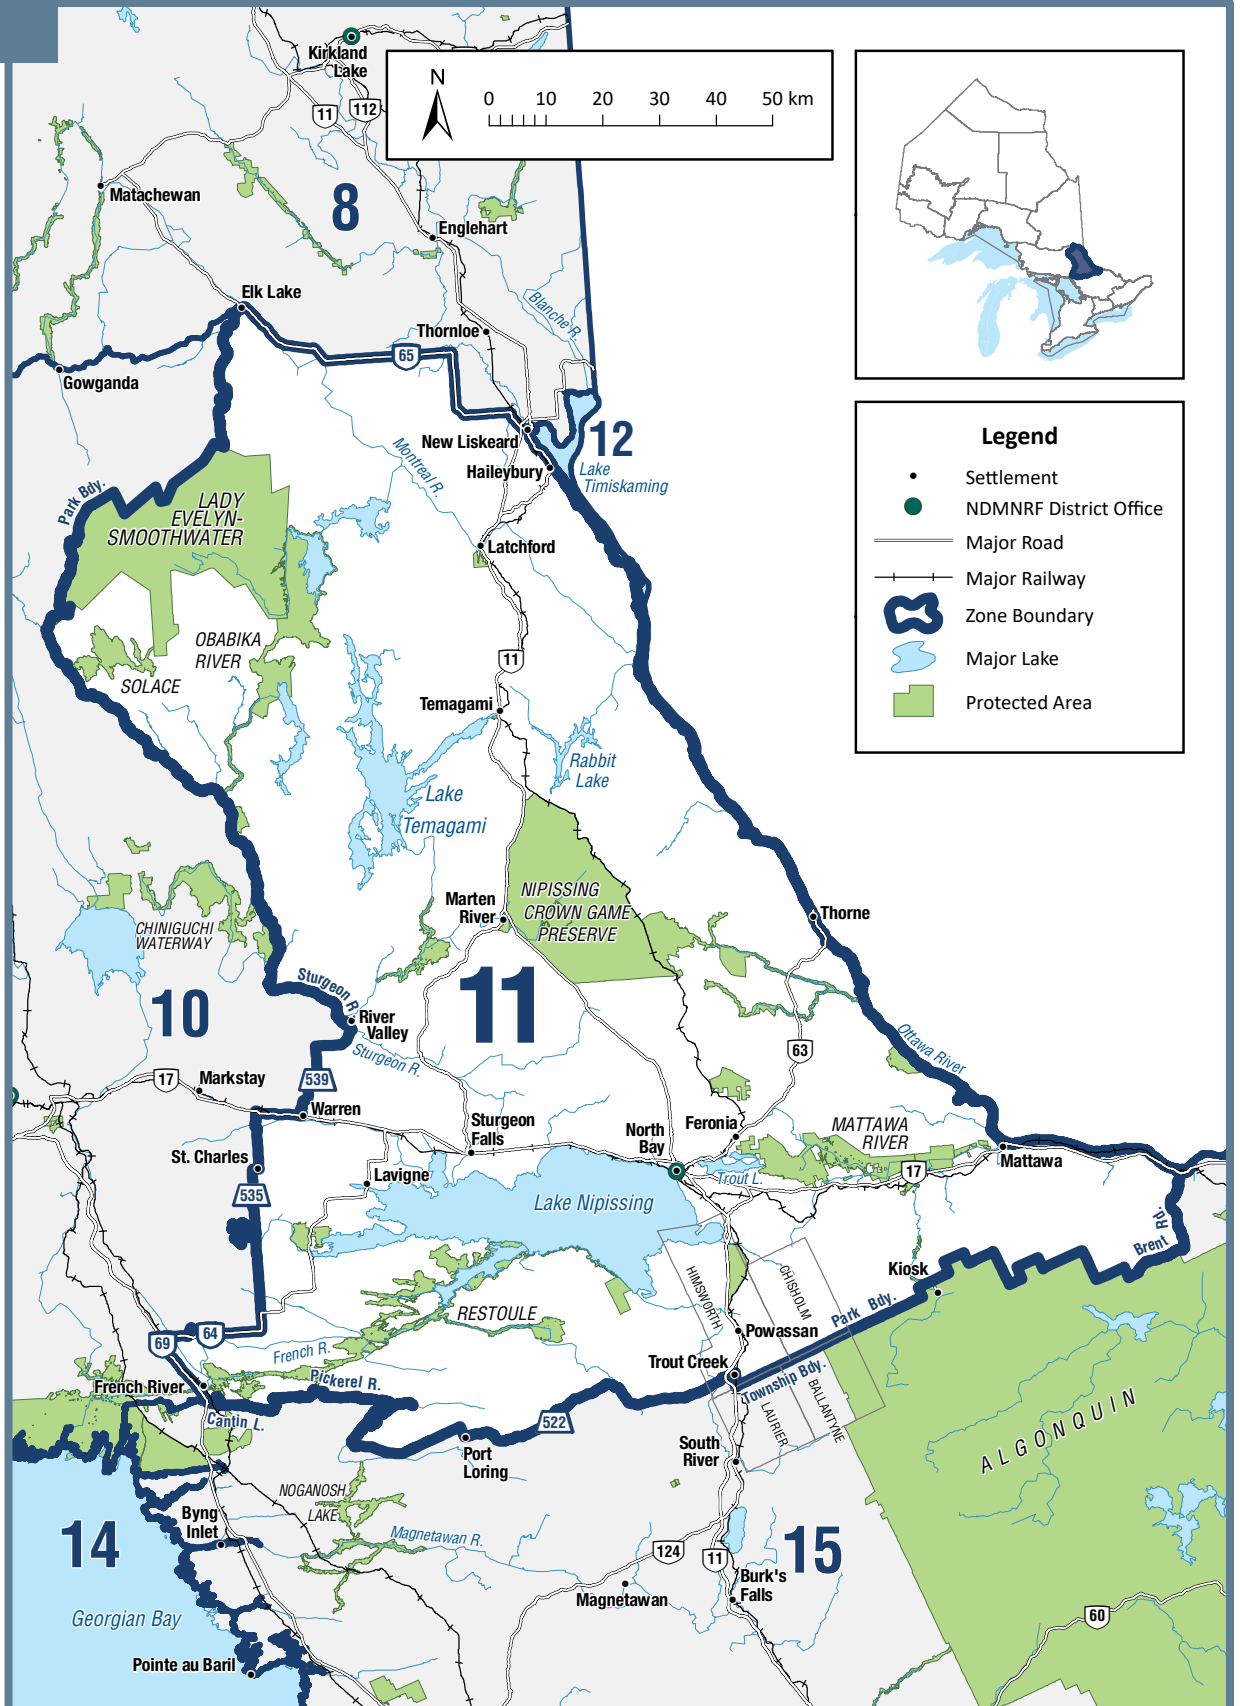 Kirkland
Lake
11
112
N
0 10 20 30 40 50 km
Matachewan
8
Englehart
Elk Lake
Blanche R.
Thornloe
65
Gowganda
12
New Liskeard
Haileybury
Lake
Timiskaming
Montreal R.
Park Bdy.
LADY
EVELYN-
SMOOTHWATER
Latchford
OBABIKA
RIVER
SOLACE
11
Temagami
Rabbit
Lake
Lake
Temagami
Legend
Settlement
NDMNRF District Office
Major Road
Major Railway
Zone Boundary
Major Lake
Protected Area
NIPISSING
CROWN GAME
PRESERVE
Marten
River
Thorne
CHINIGUCHI
WATERWAY
10
11
Sturgeon R.
River
Valley
Sturgeon R.
63
Ottawa River
17
Markstay
539
Warren
Sturgeon
Falls
North
Bay
Feronia
MATTAWA
RIVER
Mattawa
St. Charles
535
Lavigne
Trout L.
17
Lake Nipissing
Brent Rd.
Kiosk
HIMSWORTH
CHISHOLM
Park Bdy.
RESTOULE
Powassan
69
64
French R.
Trout Creek
Township Bdy.
French River
Pickerel R.
Cantin L.
522
LAURIER
BALLANTYNE
ALGONQUIN
Port
Loring
South
River
NOGANOSH
LAKE
Byng
Inlet
14
Magnetawan R.
124
11
15
Burk's
Falls
Magnetawan
60
Georgian Bay
Pointe au Baril